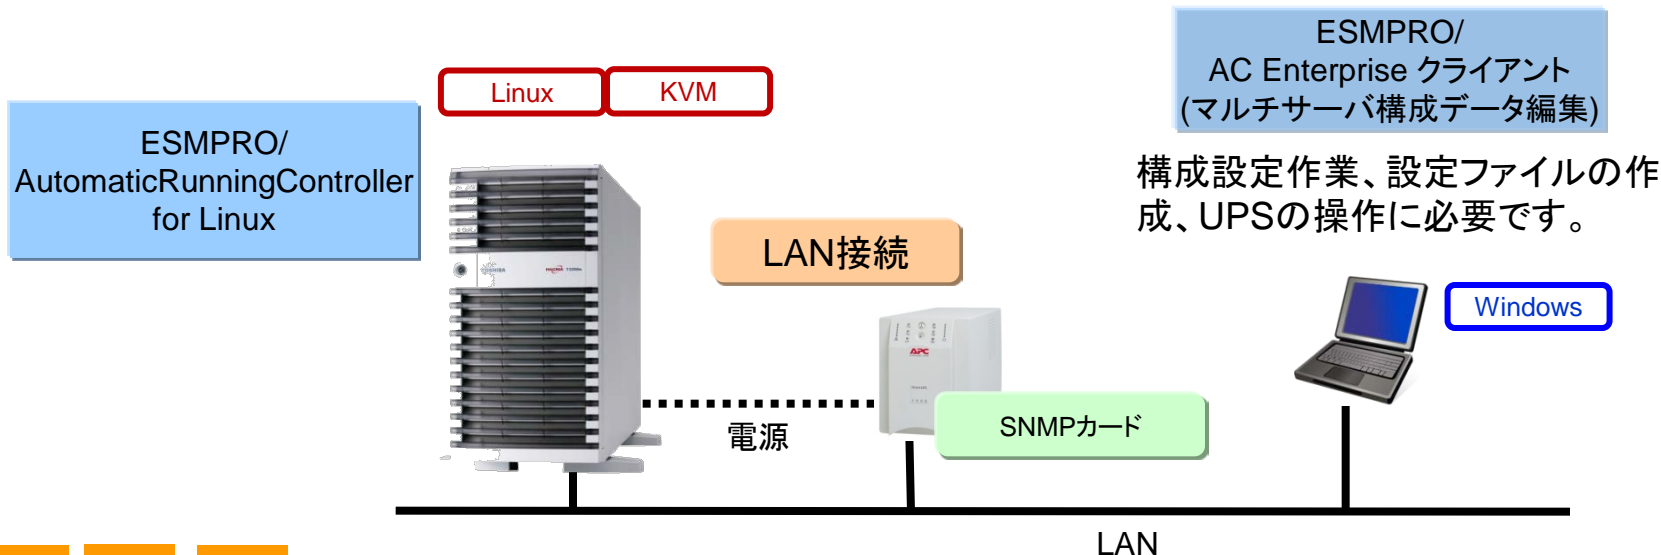 ESMPRO/
AutomaticRunningController
for Linux
Linux
KVM
LAN接続
TOSHIBA
APC
電源
SNMPカード
ESMPRO/
AC Enterprise クライアント
(マルチサーバ構成データ編集)
構成設定作業、設定ファイルの作
成、UPSの操作に必要です。
Windows
LAN